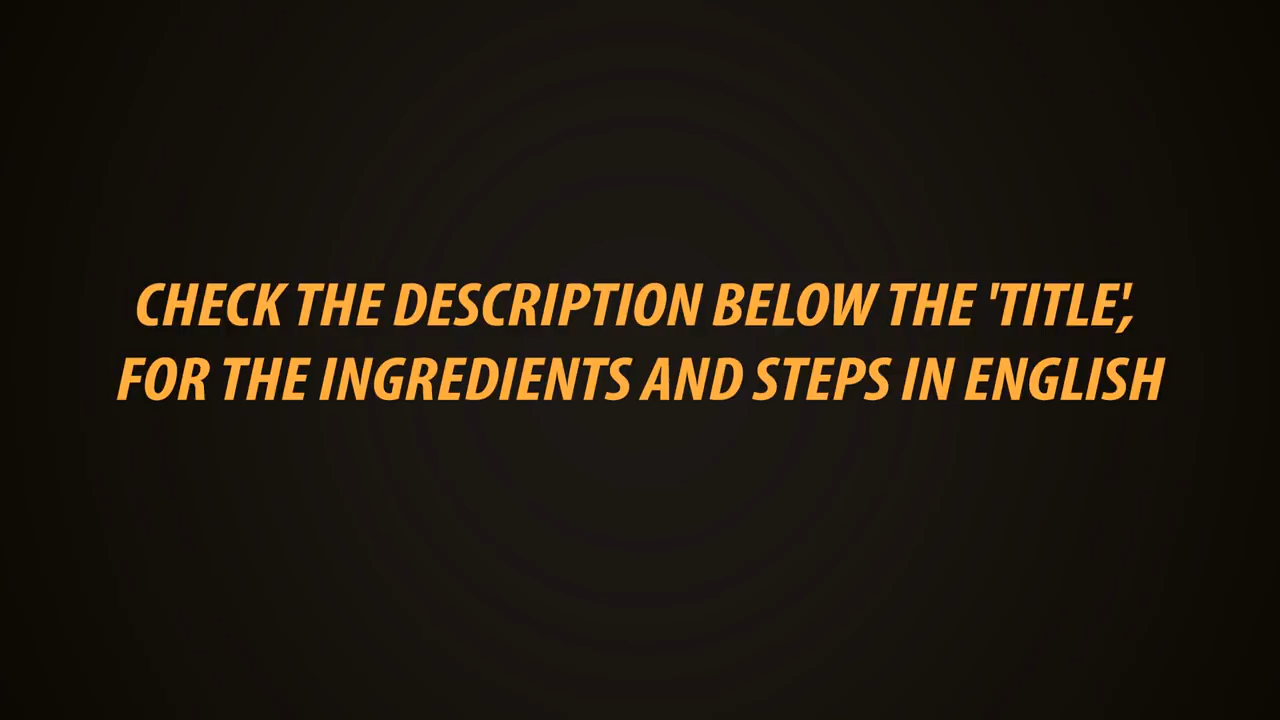 CHECK THE DESCRIPTION BELOW THE 'TITLE',
FOR THE INGREDIENTS AND STEPS IN ENGLISH